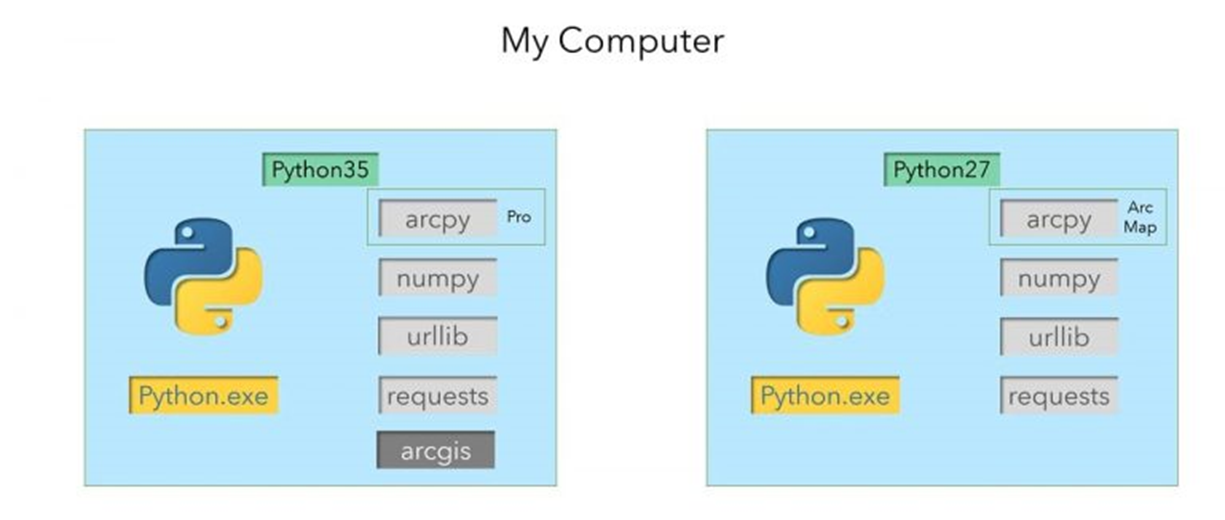 My Computer
Python35
arcpy
Pro
numpy
urllib
Python.exe
requests
arcgis
Python27
arcpy
Arc
Map
numpy
urllib
Python.exe
requests